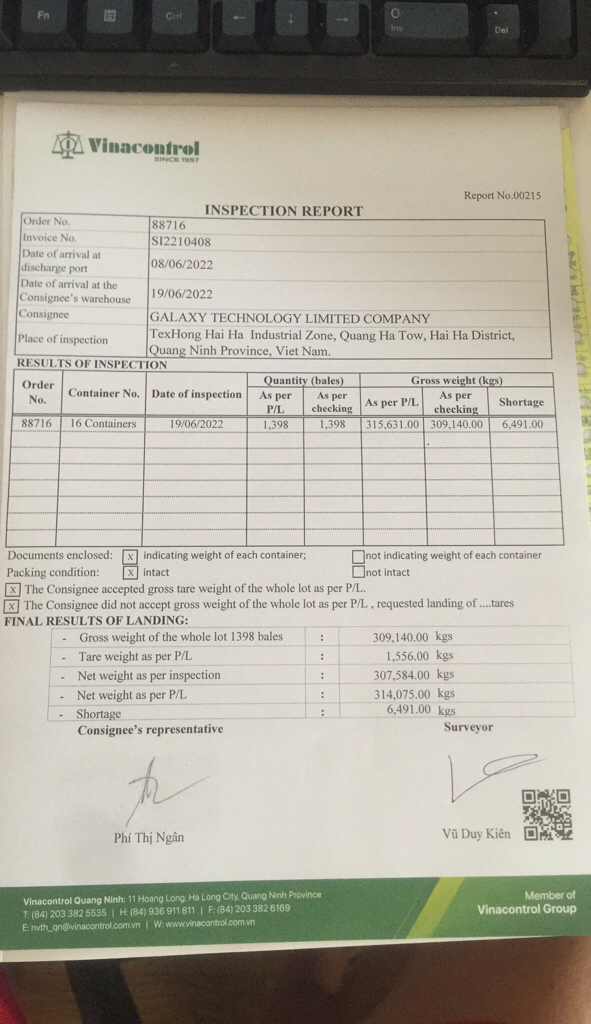 Fn
Ctrl
← ↓ →
0
Ins
.
Del
Vinacontrol
SINCE 1957
Report No.00215
INSPECTION REPORT
Order No. 88716
Invoice No. SI2210408
Date of arrival at discharge port 08/06/2022
Date of arrival at the Consignee's warehouse 19/06/2022
Consignee GALAXY TECHNOLOGY LIMITED COMPANY
Place of inspection TexHong Hai Ha Industrial Zone, Quang Ha Tow, Hai Ha District,
Quang Ninh Province, Viet Nam.
RESULTS OF INSPECTION
Order No. Container No. Date of inspection Quantity (bales) Gross weight (kgs)
As per P/L As per checking As per P/L As per checking Shortage
88716 16 Containers 19/06/2022 1,398 1,398 315,631.00 309,140.00 6,491.00
Documents enclosed: x indicating weight of each container; not indicating weight of each container
Packing condition: x intact not intact
x The Consignee accepted gross tare weight of the whole lot as per P/L.
x The Consignee did not accept gross weight of the whole lot as per P/L , requested landing of ....tares
FINAL RESULTS OF LANDING:
- Gross weight of the whole lot 1398 bales : 309,140.00 kgs
- Tare weight as per P/L : 1,556.00 kgs
- Net weight as per inspection : 307,584.00 kgs
- Net weight as per P/L : 314,075.00 kgs
- Shortage : 6,491.00 kgs
Consignee's representative Surveyor
Phí Thị Ngân Vũ Duy Kiên
Vinacontrol Quang Ninh: 11 Hoang Long, Ha Long City, Quang Ninh Province
T: (84) 203 382 5535 | H: (84) 936 911 811 | F: (84) 203 382 6169
E: nvth_qn@vinacontrol.com.vn | W: www.vinacontrol.com.vn
Member of
Vinacontrol Group